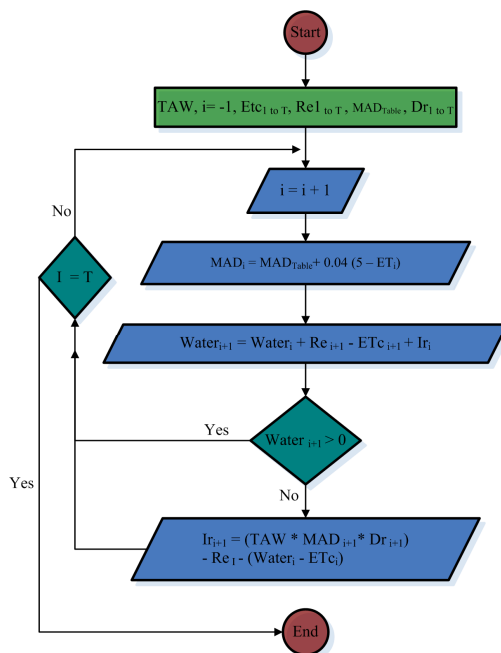 Start
TAW, i= -1, Etc1 to T, Re1 to T, MADTable, Dr1 to T
i = i + 1
No
MADi = MADTable+ 0.04 (5 – ETi)
I = T
Wateri+1 = Wateri + Re i+1 - ETc i+1 + Iri
Yes
Water i+1 > 0
Yes
No
Iri+1 = (TAW * MAD i+1* Dr i+1)
- Re I - (Wateri - ETci)
End